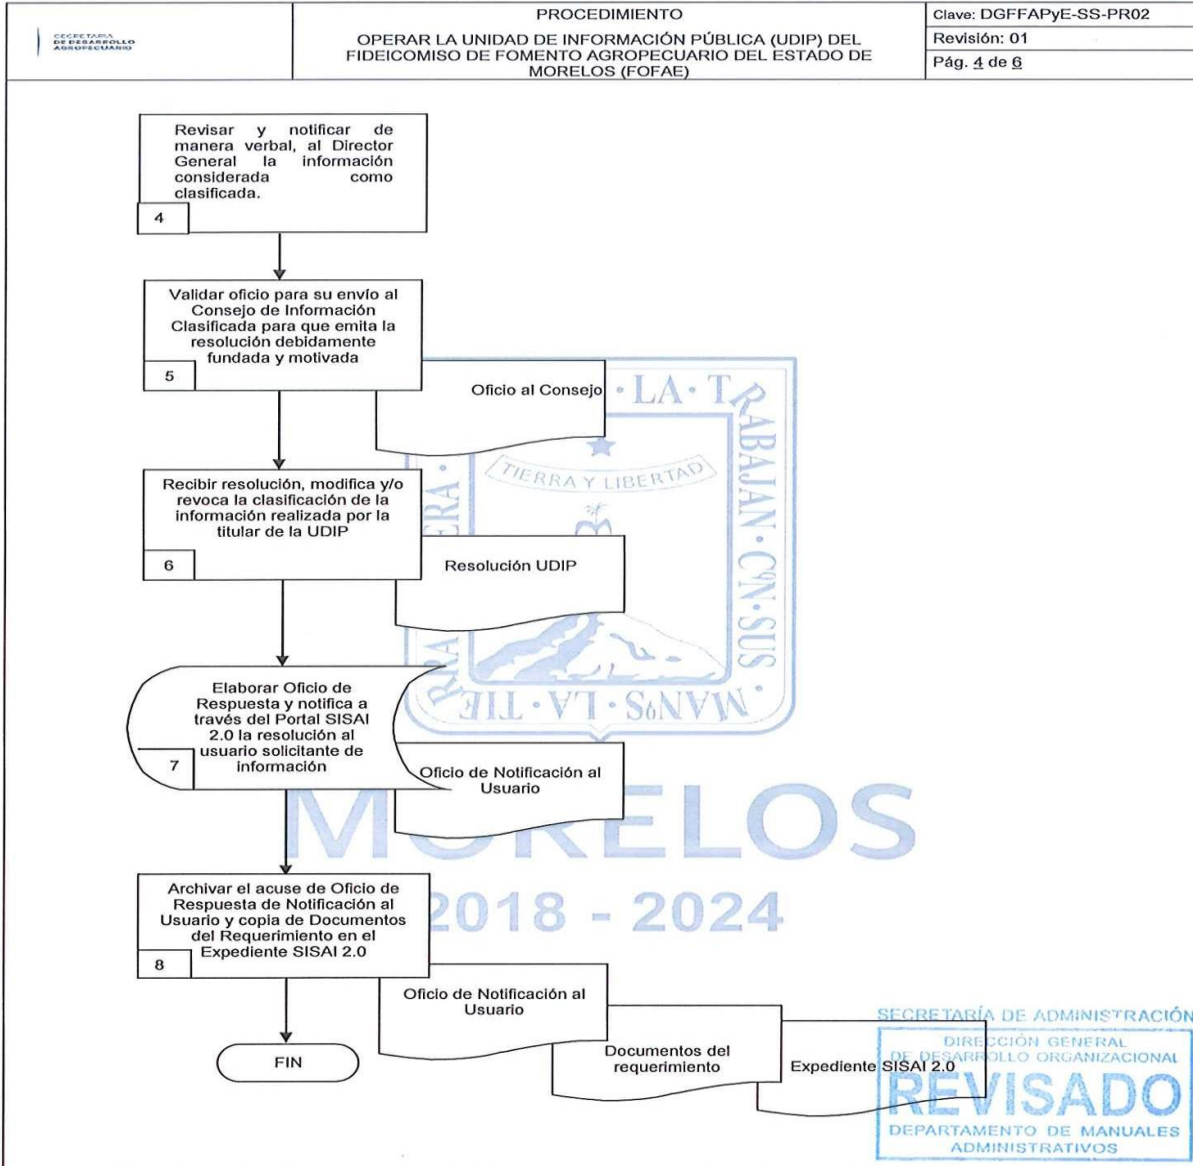 SECRETARÍA
DE DESARROLLO
AGROPECUARIO
PROCEDIMIENTO
OPERAR LA UNIDAD DE INFORMACIÓN PÚBLICA (UDIP) DEL
FIDEICOMISO DE FOMENTO AGROPECUARIO DEL ESTADO DE
MORELOS (FOFAE)
Clave: DGFFAPyE-SS-PR02
Revisión: 01
Pág. 4 de 6
Revisar y notificar de
manera verbal, al Director
General la información
considerada como
clasificada.
4
Validar oficio para su envío al
Consejo de Información
Clasificada para que emita la
resolución debidamente
fundada y motivada
5
Oficio al Consejo
· LA · TRABAJAN · CON · SUS ·
TIERRA Y LIBERTAD
Recibir resolución, modifica y/o
revoca la clasificación de la
información realizada por la
titular de la UDIP
6
Resolución UDIP
MANOS · LA · TIERRA
Elaborar Oficio de
Respuesta y notifica a
través del Portal SISAI
2.0 la resolución al
usuario solicitante de
información
7
Oficio de Notificación al
Usuario
MORELOS
2018 - 2024
Archivar el acuse de Oficio de
Respuesta de Notificación al
Usuario y copia de Documentos
del Requerimiento en el
Expediente SISAI 2.0
8
Oficio de Notificación al
Usuario
Documentos del
requerimiento
Expediente SISAI 2.0
FIN
SECRETARÍA DE ADMINISTRACIÓN
DIRECCIÓN GENERAL
DE DESARROLLO ORGANIZACIONAL
REVISADO
DEPARTAMENTO DE MANUALES
ADMINISTRATIVOS